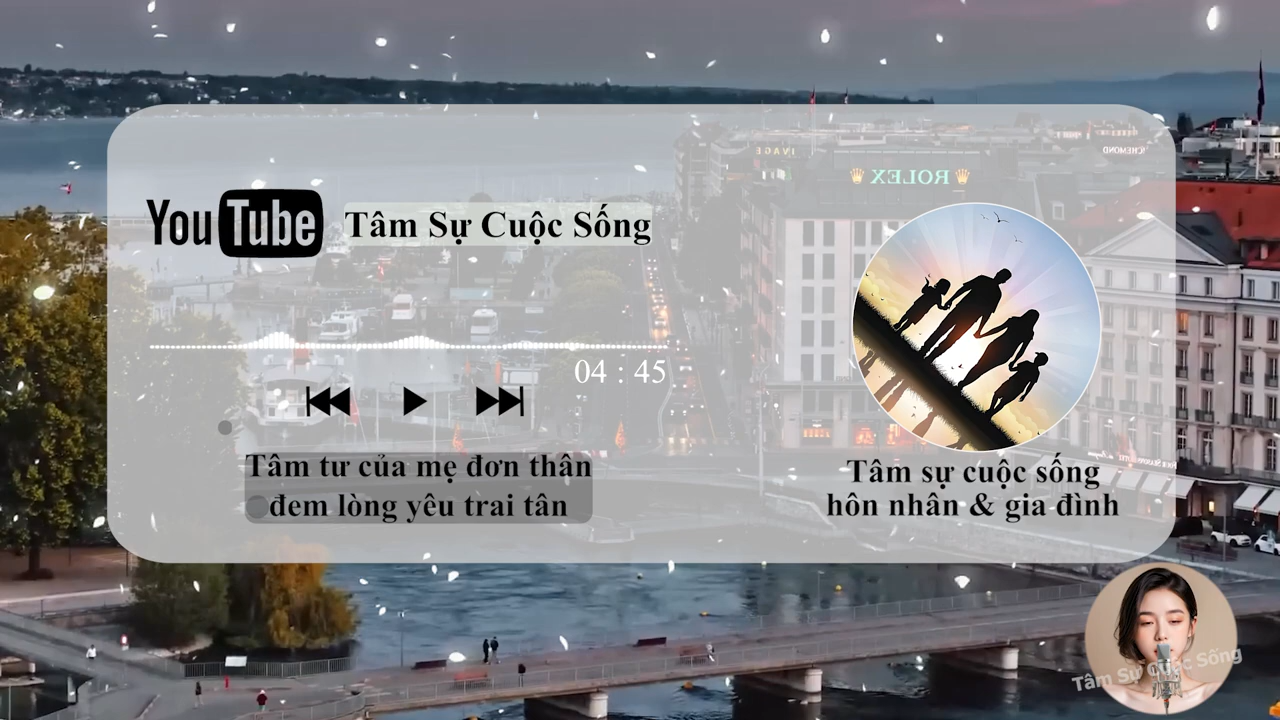 YouTube
Tâm Sự Cuộc Sống
IVAGE
ROLEX
04 : 45
Tâm tư của mẹ đơn thân
đem lòng yêu trai tân
Tâm sự cuộc sống
hôn nhân & gia đình
Tâm Sự Cuộc Sống